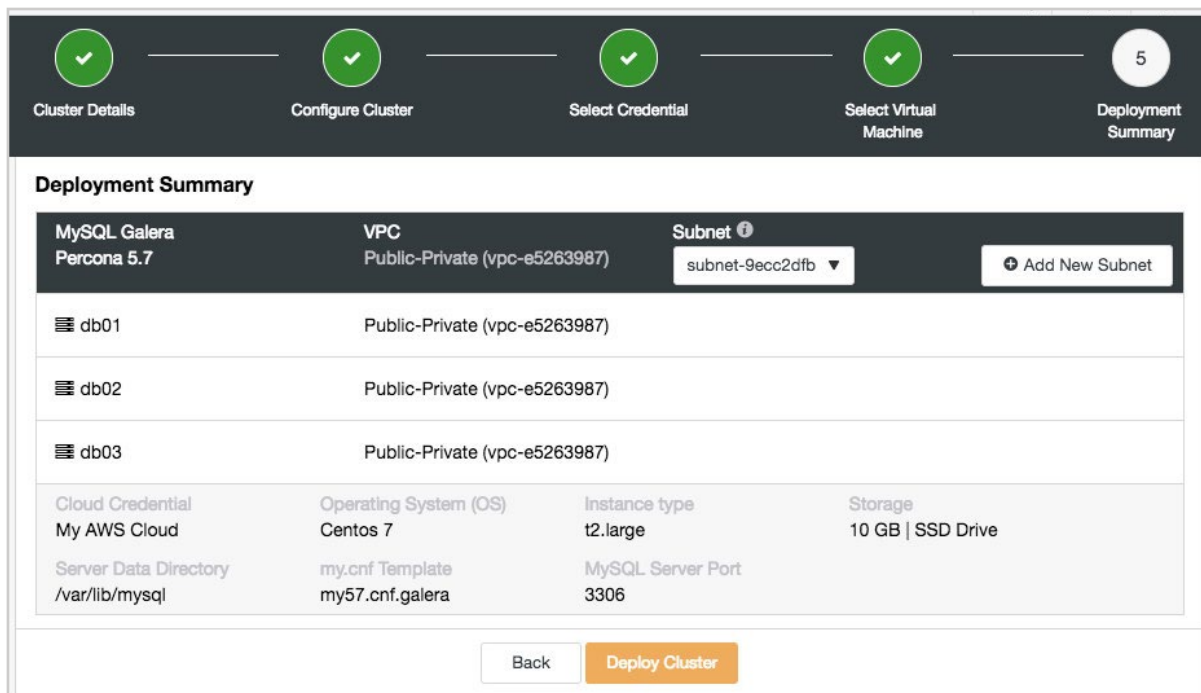 5
Cluster Details
Configure Cluster
Select Credential
Select Virtual
Machine
Deployment
Summary
Deployment Summary
MySQL Galera
Percona 5.7
VPC
Public-Private (vpc-e5263987)
Subnet
subnet-9ecc2dfb
Add New Subnet
db01 Public-Private (vpc-e5263987)
db02 Public-Private (vpc-e5263987)
db03 Public-Private (vpc-e5263987)
Cloud Credential Operating System (OS) Instance type Storage
My AWS Cloud Centos 7 t2.large 10 GB | SSD Drive
Server Data Directory my.cnf Template MySQL Server Port
/var/lib/mysql my57.cnf.galera 3306
Back Deploy Cluster